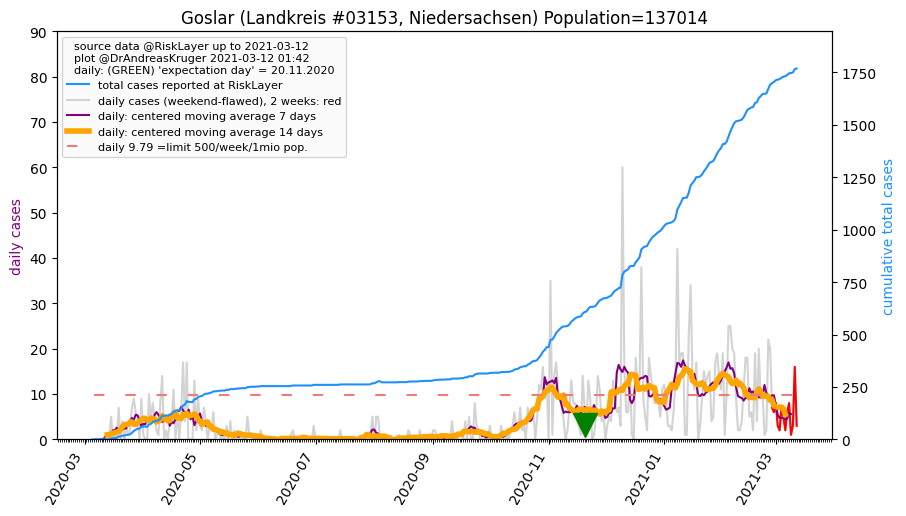 Goslar (Landkreis #03153, Niedersachsen) Population=137014
source data @RiskLayer up to 2021-03-12
plot @DrAndreasKruger 2021-03-12 01:42
daily: (GREEN) 'expectation day' = 20.11.2020
total cases reported at RiskLayer
daily cases (weekend-flawed), 2 weeks: red
daily: centered moving average 7 days
daily: centered moving average 14 days
daily 9.79 =limit 500/week/1mio pop.
daily cases
90
80
70
60
50
40
30
20
10
0
cumulative total cases
1750
1500
1250
1000
750
500
250
0
2020-03
2020-05
2020-07
2020-09
2020-11
2021-01
2021-03